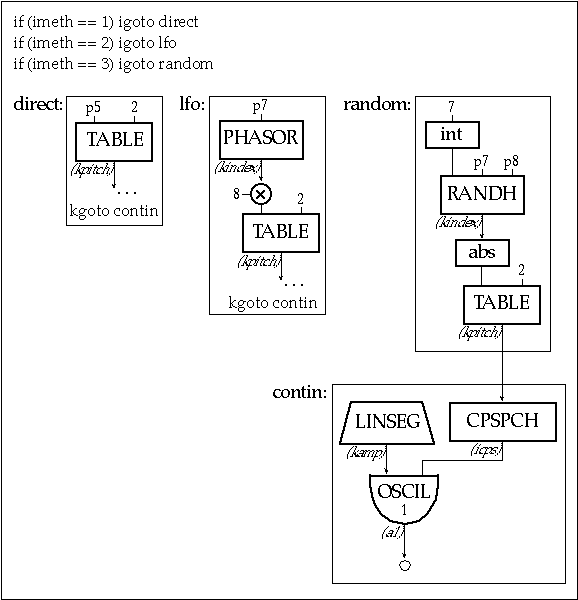 if (imeth == 1) igoto direct
if (imeth == 2) igoto lfo
if (imeth == 3) igoto random
direct:
p5 2
TABLE
(kpitch)
...
kgoto contin
lfo:
p7
PHASOR
(kindex)
8
×
2
TABLE
(kpitch)
...
kgoto contin
random:
7
int
p7 p8
RANDH
(kindex)
abs
2
TABLE
(kpitch)
contin:
LINSEG
(kamp)
CPSPCH
(icps)
OSCIL
1
(a1)